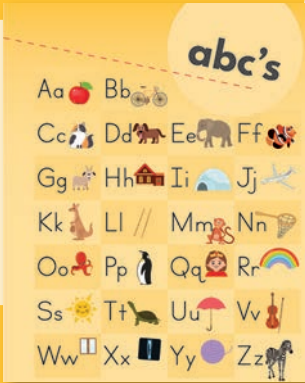 abc's
Aa Bb
Cc Dd Ee Ff
Gg Hh Ii Jj
Kk Ll Mm Nn
Oo Pp Qq Rr
Ss Tt Uu Vv
Ww Xx Yy Zz